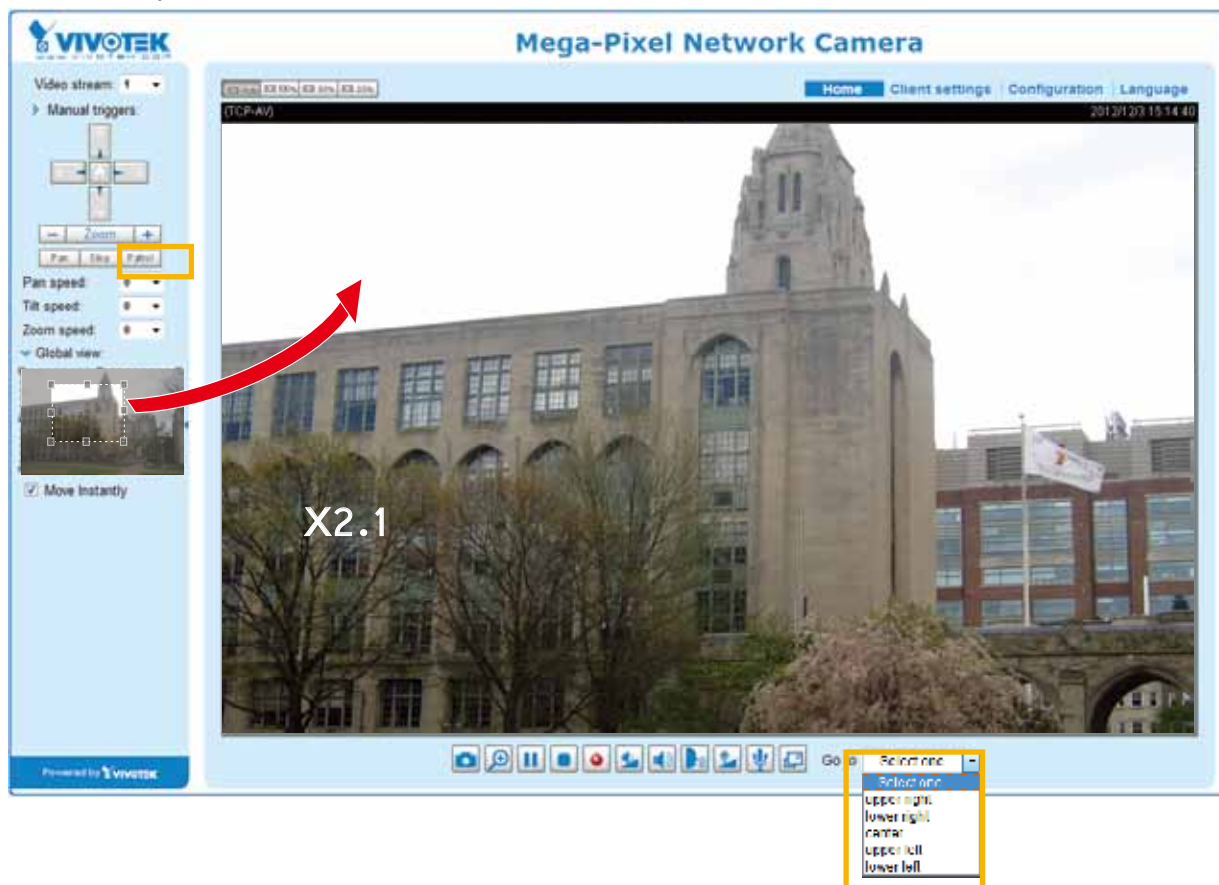 VIVOTEK
Mega-Pixel Network Camera
Video stream: 1
Manual triggers:
Home Client settings Configuration Language
(TCP-AV) 2012/12/3 15:14:40
Zoom
Pan Stop Patrol
Pan speed: 0
Tilt speed: 0
Zoom speed: 0
Global view:
Move Instantly
X2.1
Powered by VIVOTEK
Go to Select one
Select one
upper right
lower right
center
upper left
lower left